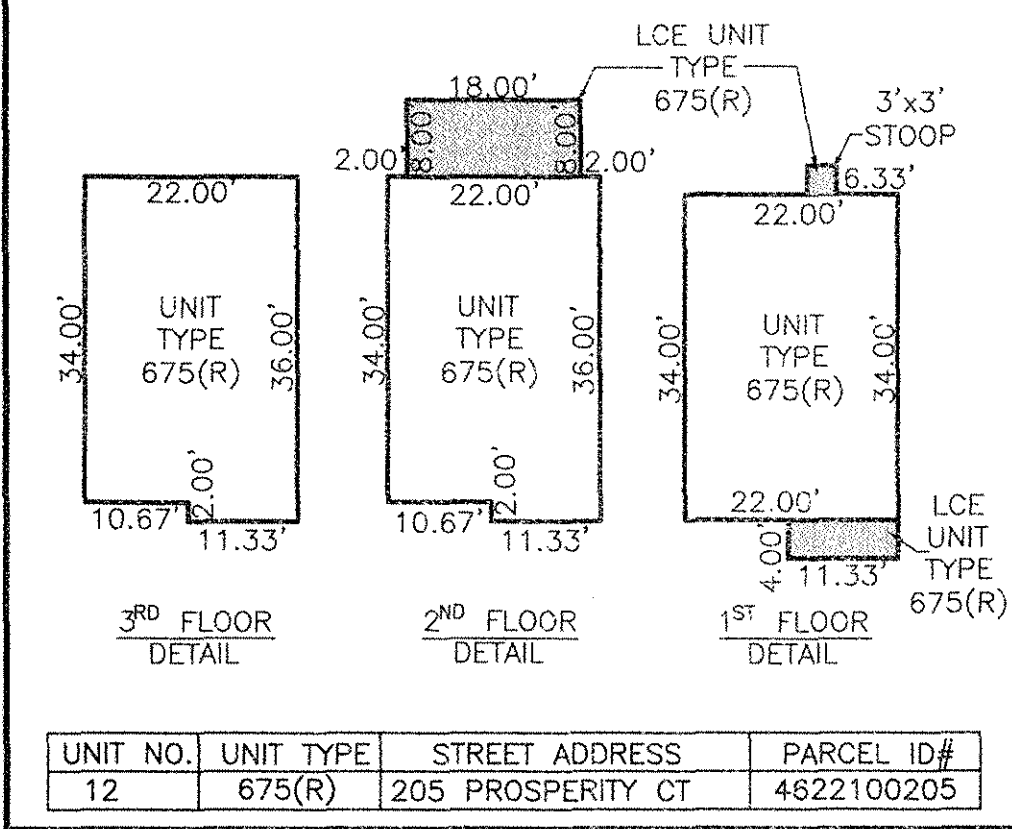 LCE UNIT
TYPE
675(R)
3'x3'
STOOP
18.00'
8.00'
8.00'
2.00'
2.00'
6.33'
22.00'
22.00'
22.00'
34.00'
UNIT
TYPE
675(R)
36.00'
34.00'
UNIT
TYPE
675(R)
36.00'
34.00'
UNIT
TYPE
675(R)
34.00'
10.67'
2.00'
11.33'
10.67'
2.00'
11.33'
22.00'
4.00'
11.33'
LCE
UNIT
TYPE
675(R)
3RD FLOOR
DETAIL
2ND FLOOR
DETAIL
1ST FLOOR
DETAIL
UNIT NO. UNIT TYPE STREET ADDRESS PARCEL ID#
12 675(R) 205 PROSPERITY CT 4622100205